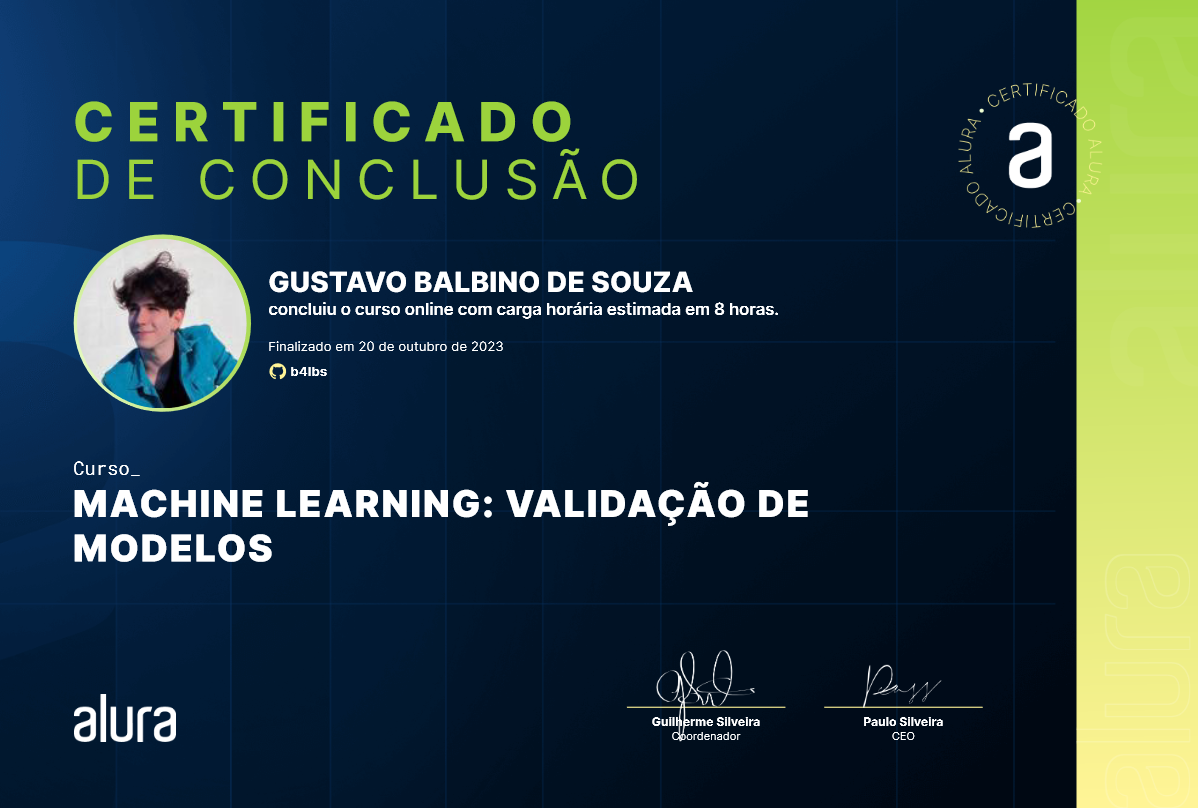 CERTIFICADO
DE CONCLUSÃO
CERTIFICADO ALURA • CERTIFICADO ALURA •
a
GUSTAVO BALBINO DE SOUZA
concluiu o curso online com carga horária estimada em 8 horas.
Finalizado em 20 de outubro de 2023
b4lbs
Curso_
MACHINE LEARNING: VALIDAÇÃO DE
MODELOS
alura
Guilherme Silveira
Coordenador
Paulo Silveira
CEO
alura
alura